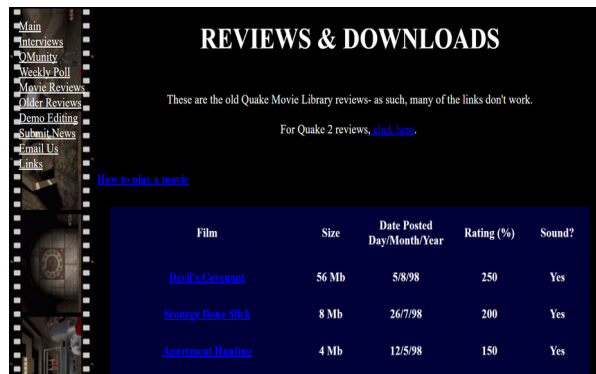 Main
Interviews
QMunity
Weekly Poll
Movie Reviews
Older Reviews
Demo Editing
Submit News
Email Us
Links
REVIEWS & DOWNLOADS
These are the old Quake Movie Library reviews- as such, many of the links don't work.
For Quake 2 reviews, click here.
How to play a movie
Film Size Date Posted Day/Month/Year Rating (%) Sound?
Devil's Covenant 56 Mb 5/8/98 250 Yes
Scourge Done Slick 8 Mb 26/7/98 200 Yes
Apartment Hunting 4 Mb 12/5/98 150 Yes